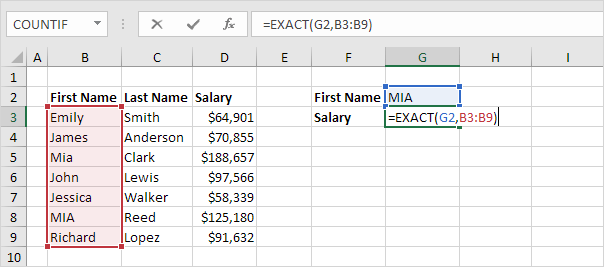 COUNTIF =EXACT(G2,B3:B9)
A B C D E F G H I
1
2 First Name Last Name Salary First Name MIA
3 Emily Smith $64,901 Salary =EXACT(G2,B3:B9)
4 James Anderson $70,855
5 Mia Clark $188,657
6 John Lewis $97,566
7 Jessica Walker $58,339
8 MIA Reed $125,180
9 Richard Lopez $91,632
10